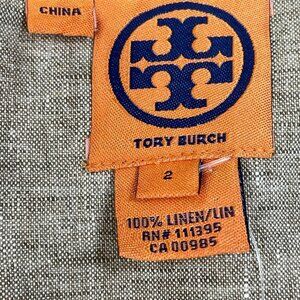 CHINA
TORY BURCH
2
100% LINEN/LIN
RN# 111395
CA 00985